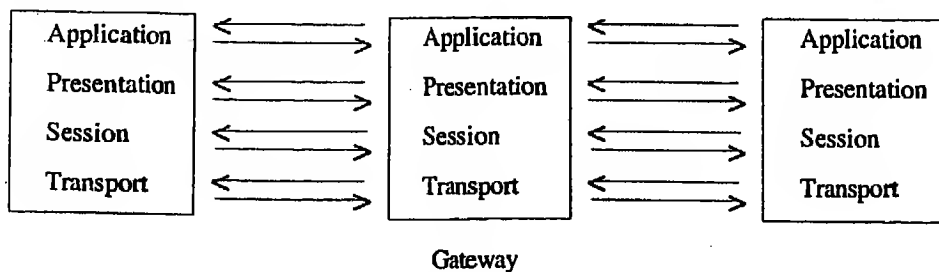 Application
Presentation
Session
Transport
Application
Presentation
Session
Transport
Application
Presentation
Session
Transport
Gateway